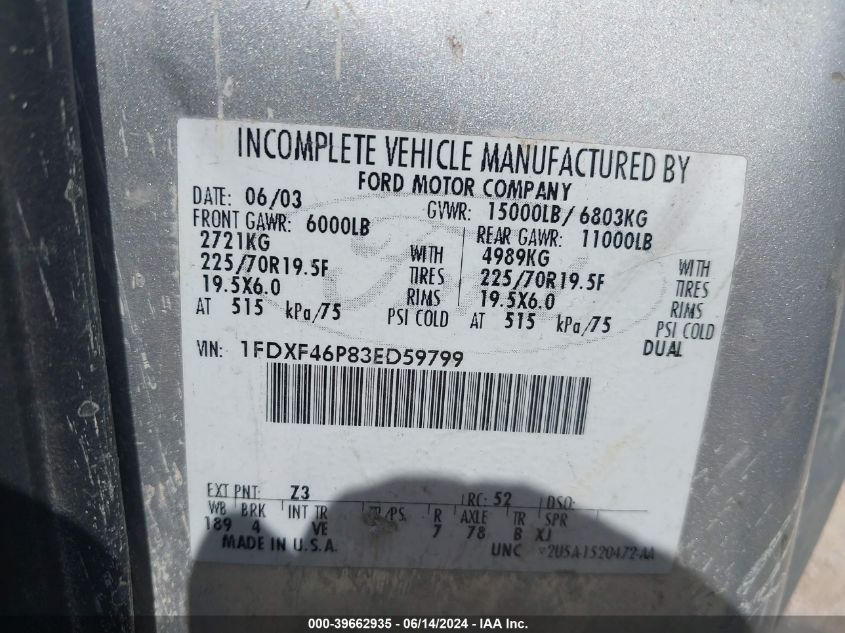 INCOMPLETE VEHICLE MANUFACTURED BY
FORD MOTOR COMPANY
DATE: 06/03 GVWR: 15000LB/ 6803KG
FRONT GAWR: 6000LB REAR GAWR: 11000LB
2721KG WITH 4989KG WITH
225/70R19.5F TIRES 225/70R19.5F TIRES
19.5X6.0 RIMS 19.5X6.0 RIMS
AT 515 kPa/75 PSI COLD AT 515 kPa/75 PSI COLD
DUAL
VIN: 1FDXF46P83ED59799
EXT PNT: Z3 RC: 52 DSO:
WB BRK INT TR TP/PS R AXLE TR SPR
189 4 VE 7 78 B XJ
MADE IN U.S.A. UNC 2U5A-1520472-AA
000-39662935 - 06/14/2024 - IAA Inc.